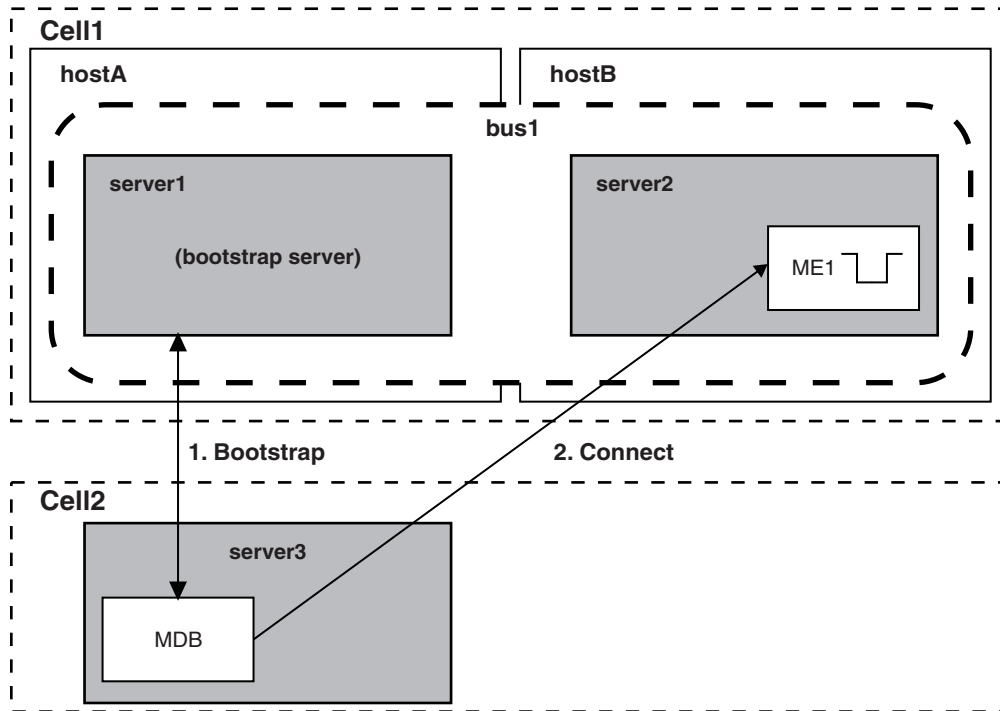 Cell1
hostA
hostB
bus1
server1
server2
(bootstrap server)
ME1
1. Bootstrap
2. Connect
Cell2
server3
MDB